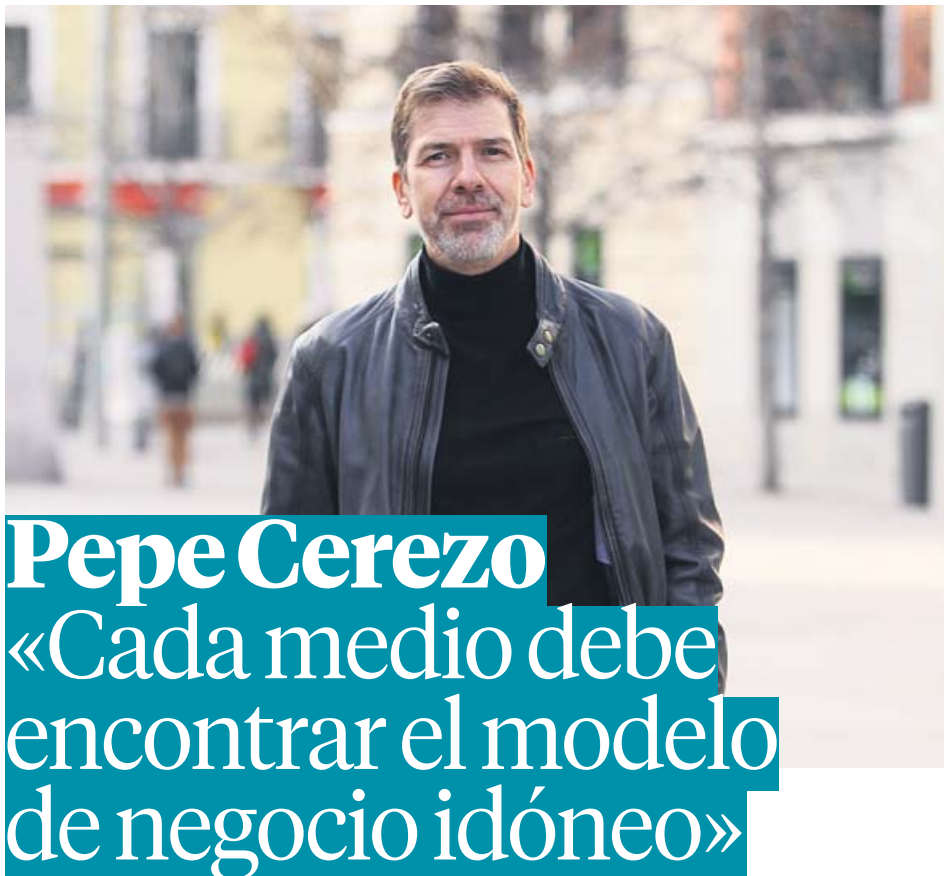 Pepe Cerezo
«Cada medio debe
encontrar el modelo
de negocio idóneo»